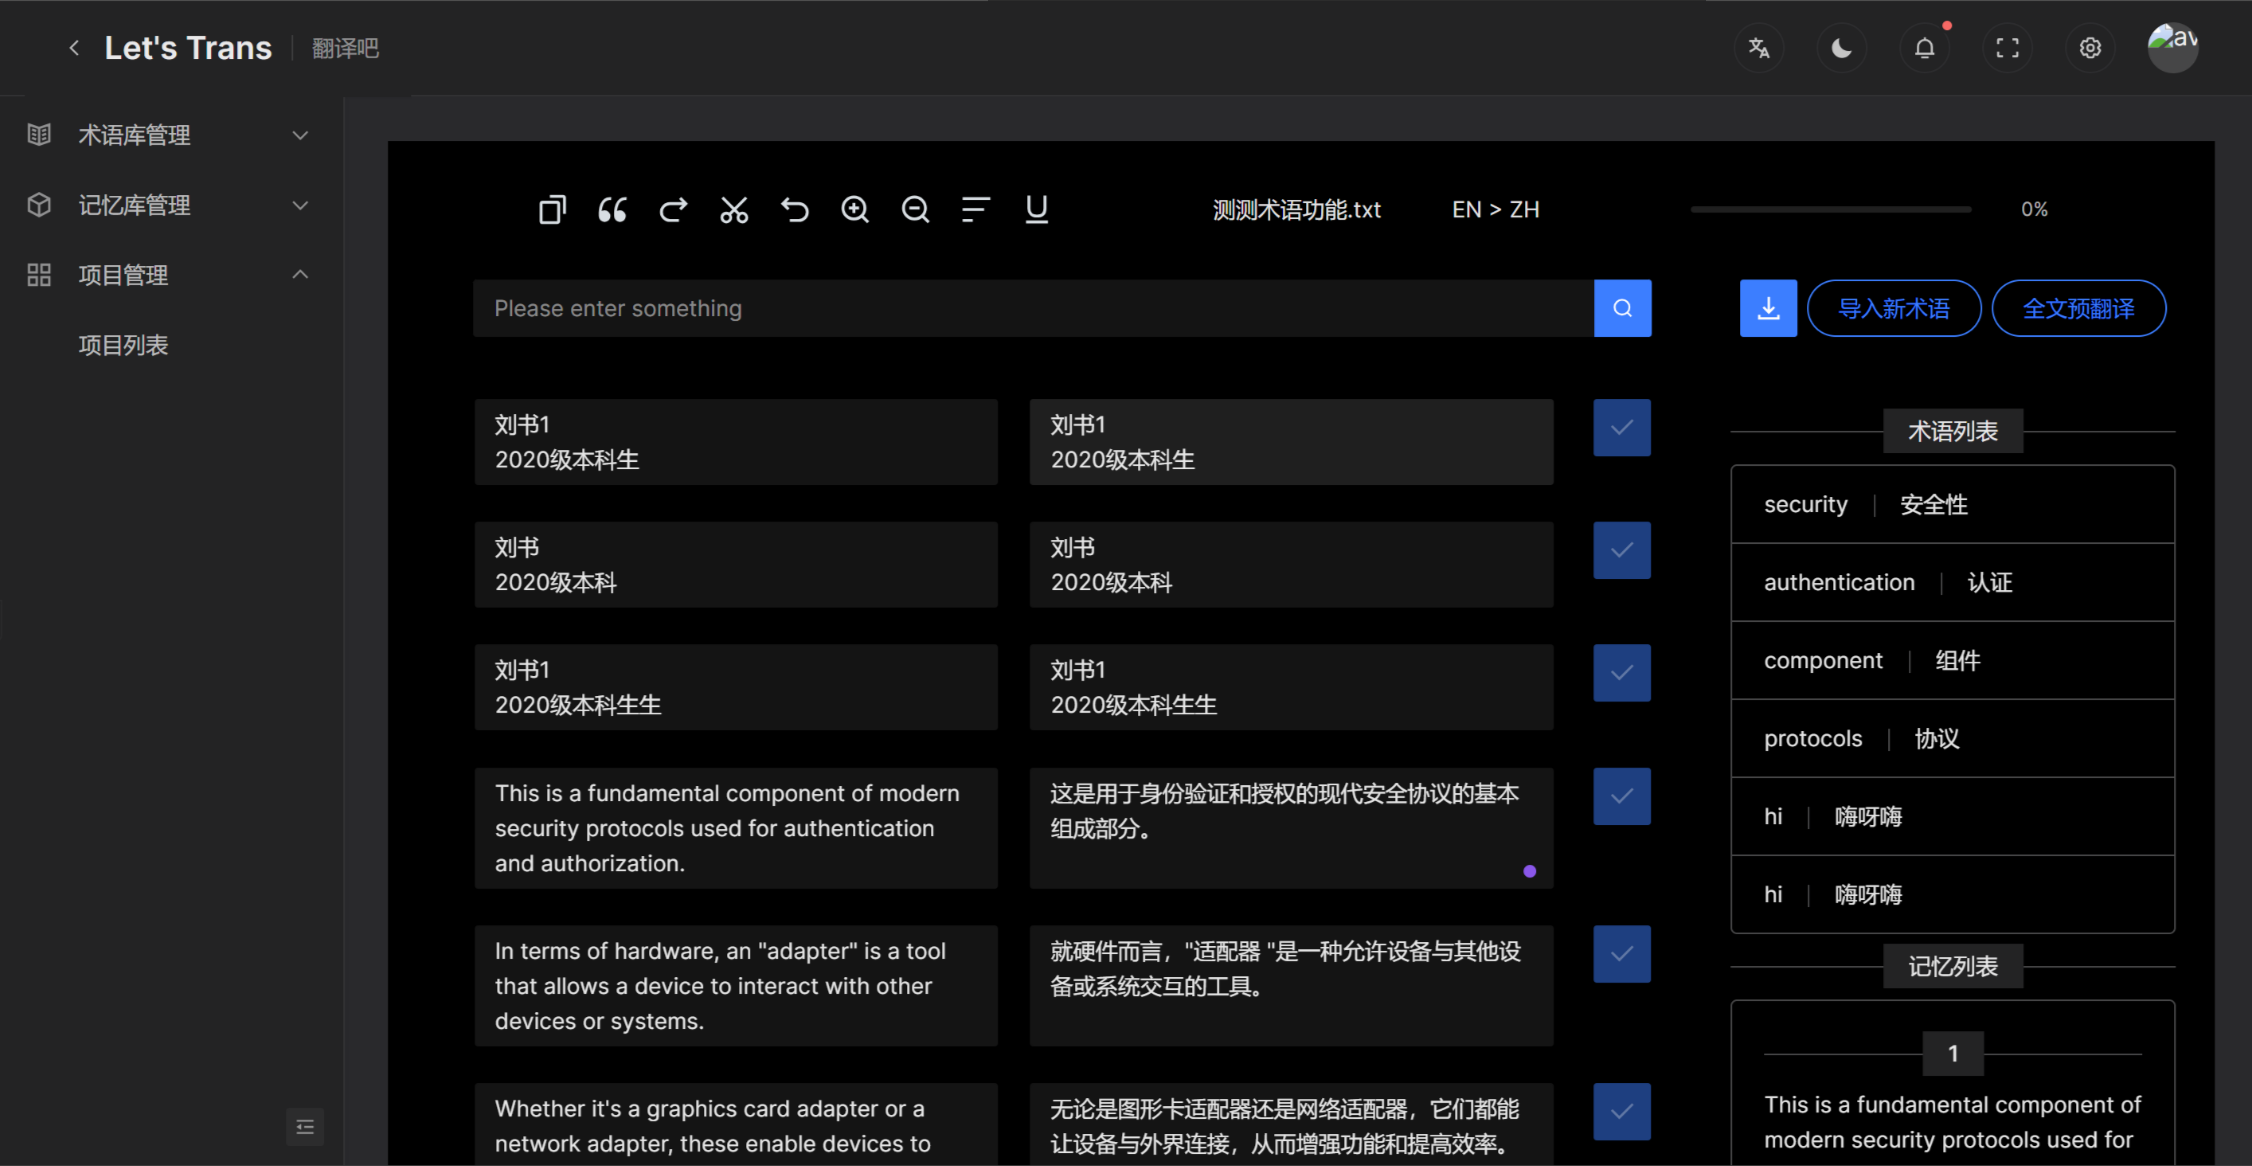 Let's Trans
翻译吧
av
术语库管理
记忆库管理
项目管理
项目列表
测测术语功能.txt
EN > ZH
0%
Please enter something
导入新术语
全文预翻译
刘书1
2020级本科生
刘书1
2020级本科生
刘书
2020级本科
刘书
2020级本科
刘书1
2020级本科生生
刘书1
2020级本科生生
This is a fundamental component of modern
security protocols used for authentication
and authorization.
这是用于身份验证和授权的现代安全协议的基本
组成部分。
In terms of hardware, an "adapter" is a tool
that allows a device to interact with other
devices or systems.
就硬件而言，"适配器 "是一种允许设备与其他设
备或系统交互的工具。
Whether it's a graphics card adapter or a
network adapter, these enable devices to
无论是图形卡适配器还是网络适配器，它们都能
让设备与外界连接，从而增强功能和提高效率。
术语列表
security | 安全性
authentication | 认证
component | 组件
protocols | 协议
hi | 嗨呀嗨
hi | 嗨呀嗨
记忆列表
1
This is a fundamental component of
modern security protocols used for